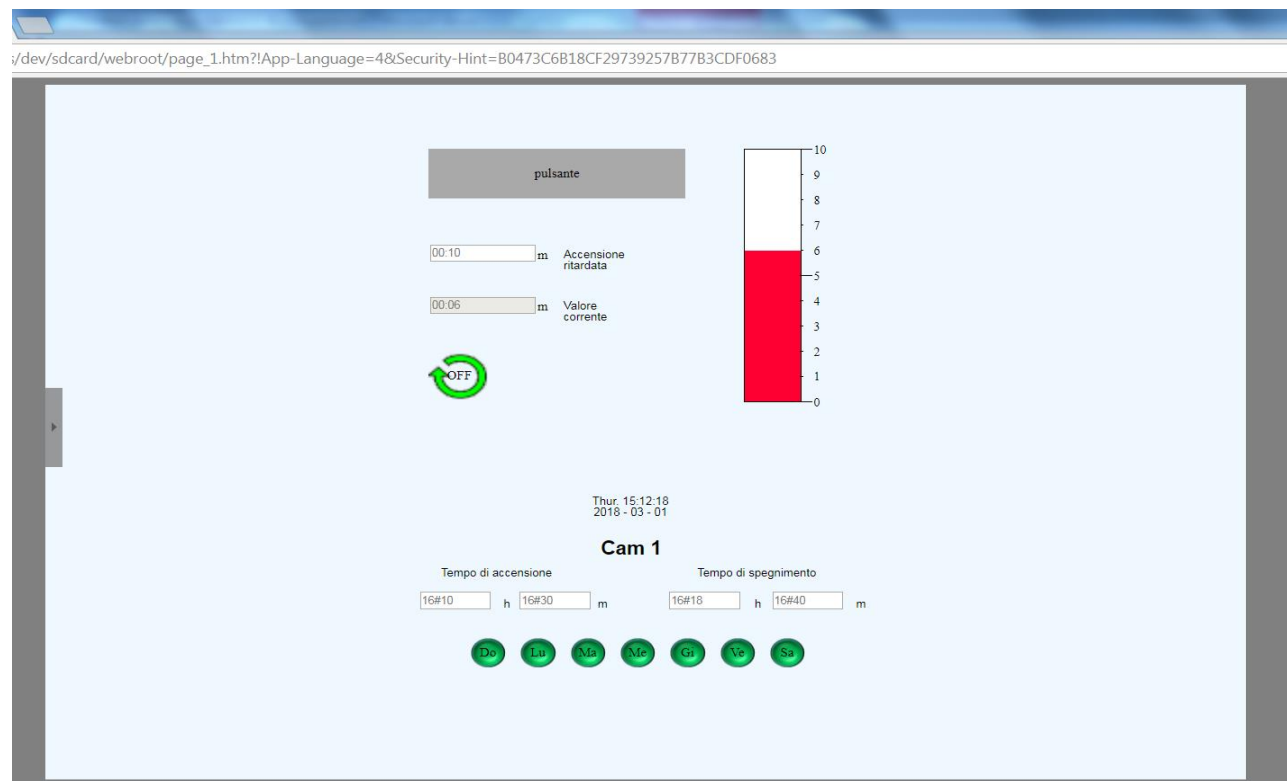 s/dev/sdcard/webroot/page_1.htm?!App-Language=4&Security-Hint=B0473C6B18CF29739257B77B3CDF0683
pulsante
10
9
8
7
6
5
4
3
2
1
0
00:10 m Accensione
ritardata
00:06 m Valore
corrente
OFF
Thur. 15:12:18
2018 - 03 - 01
Cam 1
Tempo di accensione Tempo di spegnimento
16#10 h 16#30 m 16#18 h 16#40 m
Do Lu Ma Me Gi Ve Sa